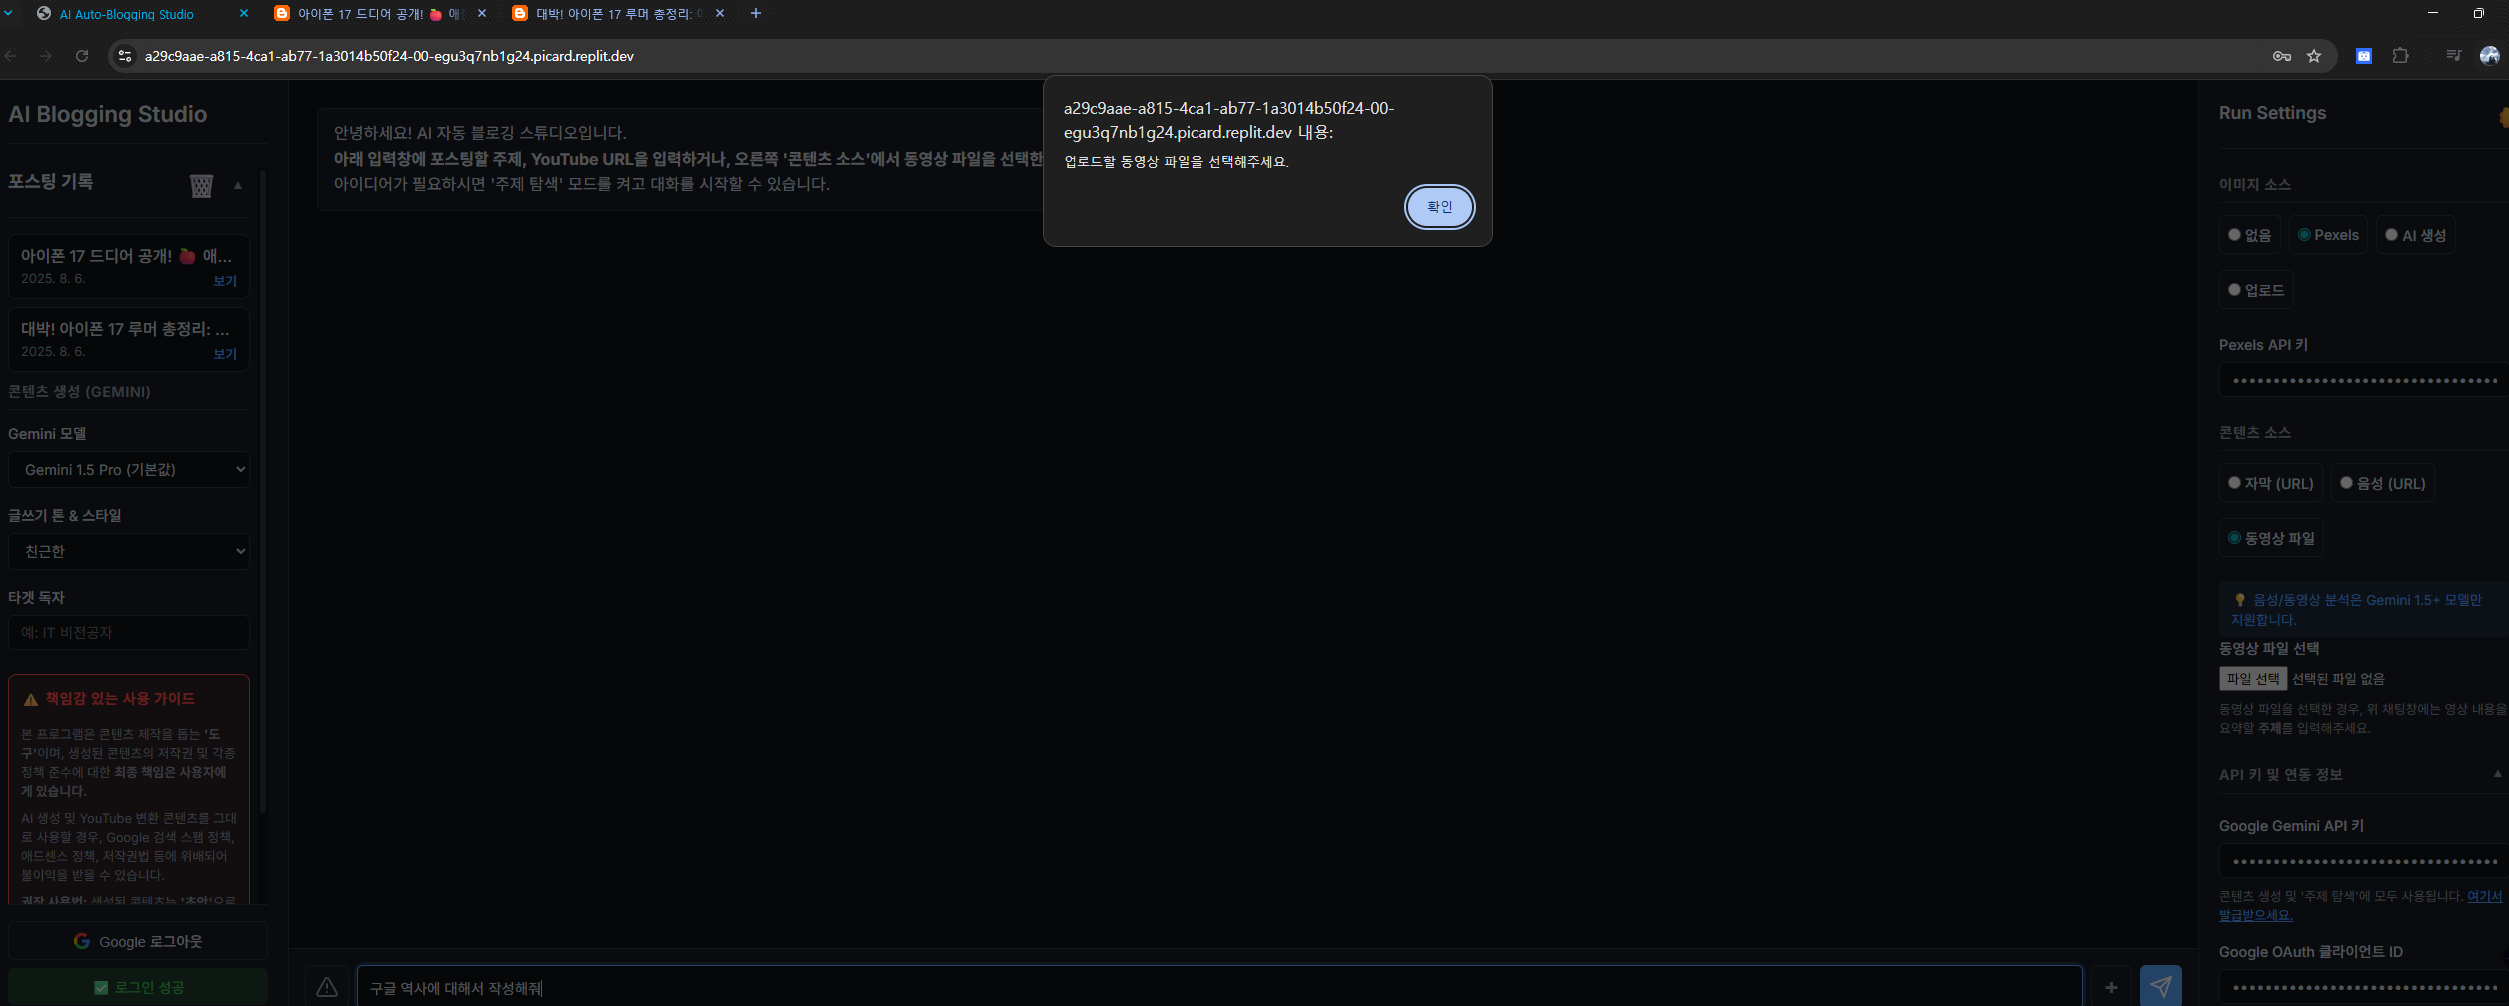 AI Auto-Blogging Studio
아이폰 17 드디어 공개! 🍎 애
대박! 아이폰 17 루머 총정리:
a29c9aae-a815-4ca1-ab77-1a3014b50f24-00-egu3q7nb1g24.picard.replit.dev
AI Blogging Studio
포스팅 기록
아이폰 17 드디어 공개! 🍎 애...
2025. 8. 6.
보기
대박! 아이폰 17 루머 총정리: ...
2025. 8. 6.
보기
콘텐츠 생성 (GEMINI)
Gemini 모델
Gemini 1.5 Pro (기본값)
글쓰기 톤 & 스타일
친근한
타겟 독자
예: IT 비전공자
⚠️ 책임감 있는 사용 가이드
본 프로그램은 콘텐츠 제작을 돕는 '도
구'이며, 생성된 콘텐츠의 저작권 및 각종
정책 준수에 대한 최종 책임은 사용자에
게 있습니다.
AI 생성 및 YouTube 변환 콘텐츠를 그대
로 사용할 경우, Google 검색 스팸 정책,
애드센스 정책, 저작권법 등에 위배되어
불이익을 받을 수 있습니다.
권장 사용법: 생성된 콘텐츠는 '초안'으로
Google 로그아웃
✅ 로그인 성공
안녕하세요! AI 자동 블로깅 스튜디오입니다.
아래 입력창에 포스팅할 주제, YouTube URL을 입력하거나, 오른쪽 '콘텐츠 소스'에서 동영상 파일을 선택한
아이디어가 필요하시면 '주제 탐색' 모드를 켜고 대화를 시작할 수 있습니다.
a29c9aae-a815-4ca1-ab77-1a3014b50f24-00-
egu3q7nb1g24.picard.replit.dev 내용:
업로드할 동영상 파일을 선택해주세요.
확인
구글 역사에 대해서 작성해줘
Run Settings
이미지 소스
없음
Pexels
AI 생성
업로드
Pexels API 키
콘텐츠 소스
자막 (URL)
음성 (URL)
동영상 파일
💡 음성/동영상 분석은 Gemini 1.5+ 모델만
지원합니다.
동영상 파일 선택
파일 선택 선택된 파일 없음
동영상 파일을 선택한 경우, 위 채팅창에는 영상 내용을
요약할 주제를 입력해주세요.
API 키 및 연동 정보
Google Gemini API 키
콘텐츠 생성 및 '주제 탐색'에 모두 사용됩니다. 여기서
발급받으세요.
Google OAuth 클라이언트 ID